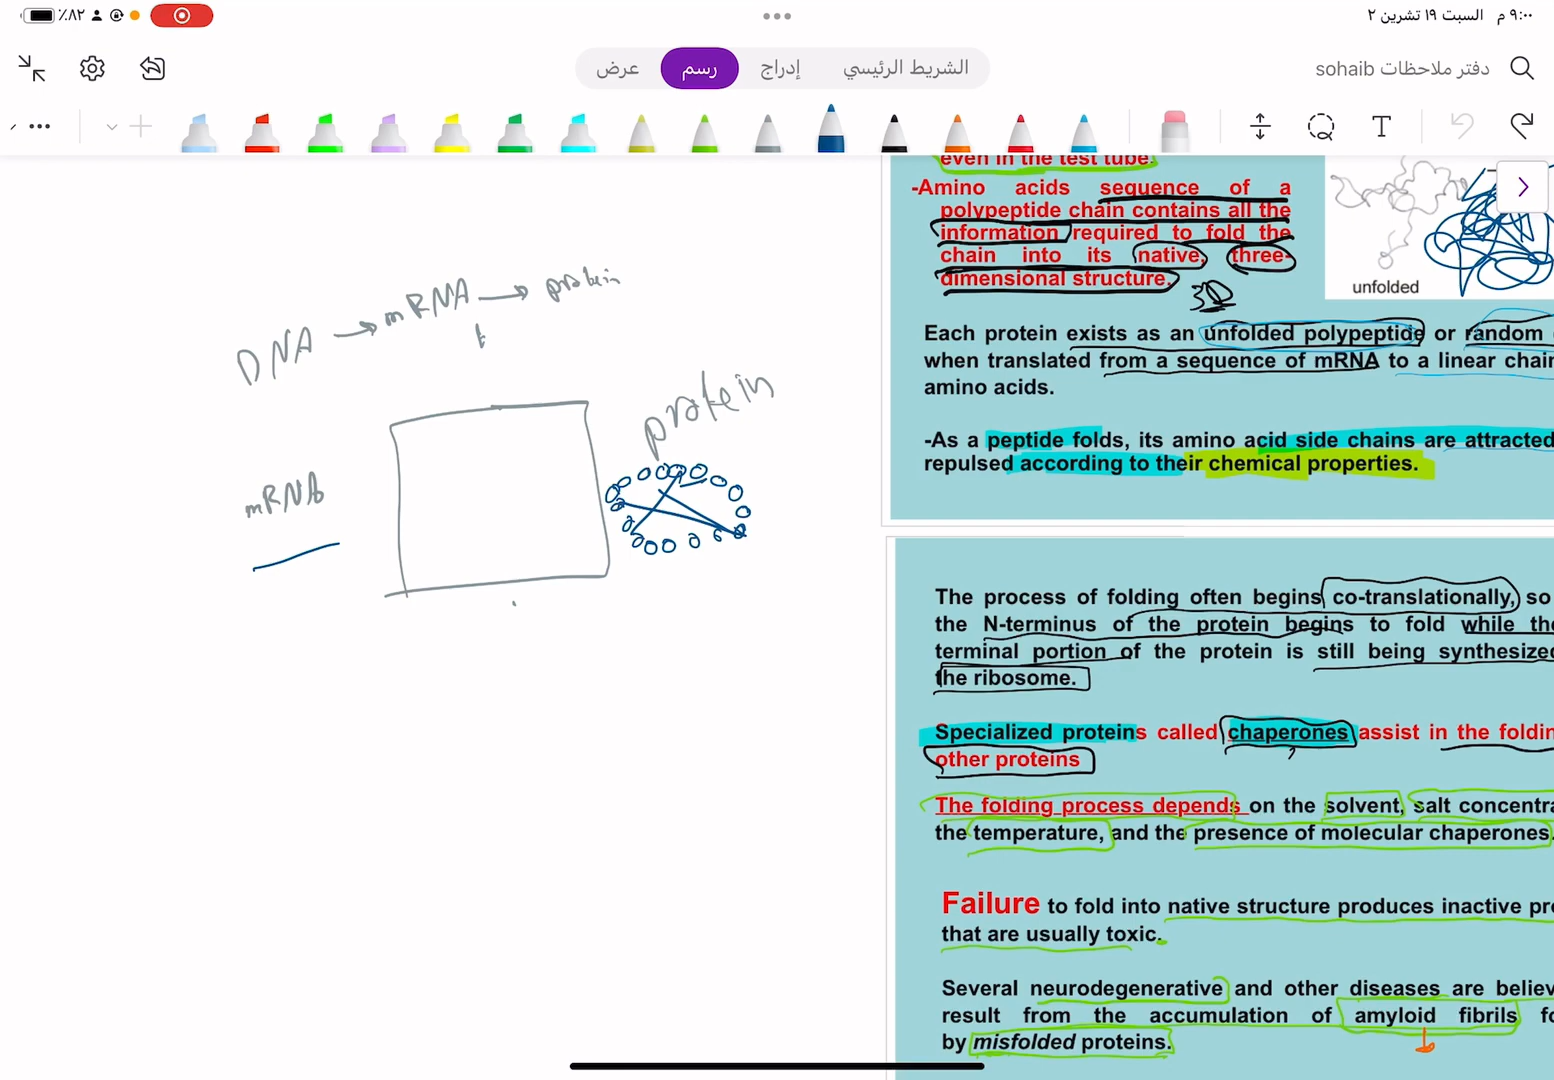 ٪٨٢
٩:٠٠ م السبت ١٩ تشرين ٢
الشريط الرئيسي إدراج رسم عرض
دفتر ملاحظات sohaib
T
even in the test tube.
-Amino acids sequence of a
polypeptide chain contains all the
information required to fold the
chain into its native, three-
dimensional structure.
3D
unfolded
Each protein exists as an unfolded polypeptide or random
when translated from a sequence of mRNA to a linear chain
amino acids.
-As a peptide folds, its amino acid side chains are attracted
repulsed according to their chemical properties.
DNA → mRNA → protein
t
protein
mRNA
The process of folding often begins co-translationally, so
the N-terminus of the protein begins to fold while the
terminal portion of the protein is still being synthesized
the ribosome.
Specialized proteins called chaperones assist in the foldin
other proteins
The folding process depends on the solvent, salt concentra
the temperature, and the presence of molecular chaperones.
Failure to fold into native structure produces inactive pro
that are usually toxic.
Several neurodegenerative and other diseases are believ
result from the accumulation of amyloid fibrils fo
by misfolded proteins.